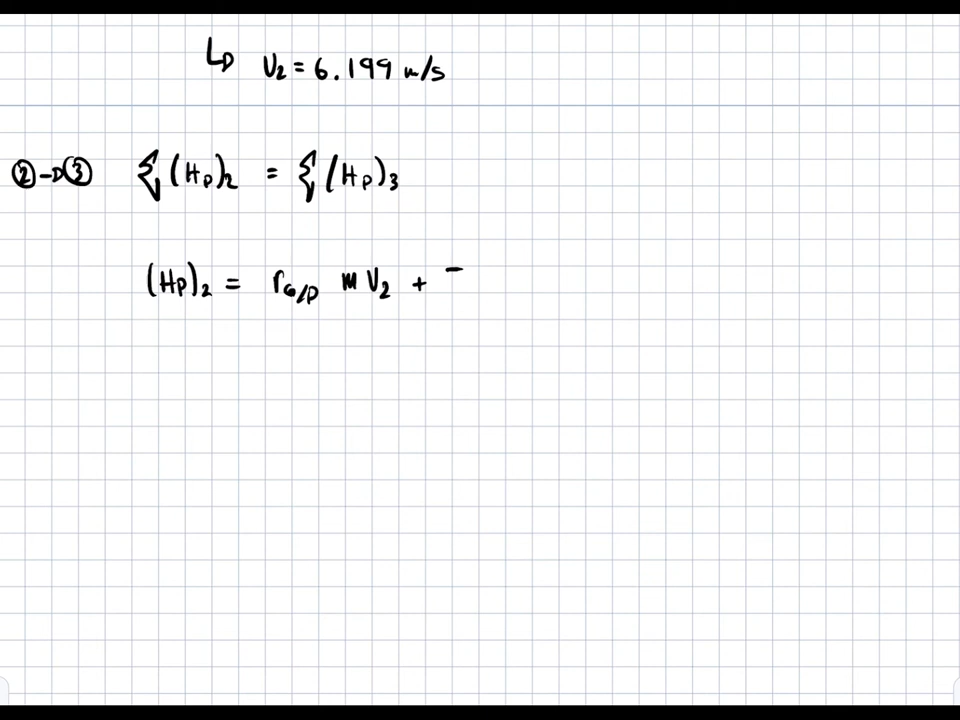 ↳ V₂ = 6.199 m/s
②→③ Σ(Hp)₂ = Σ(Hp)₃
(Hp)₂ = r_G/P m V₂ +